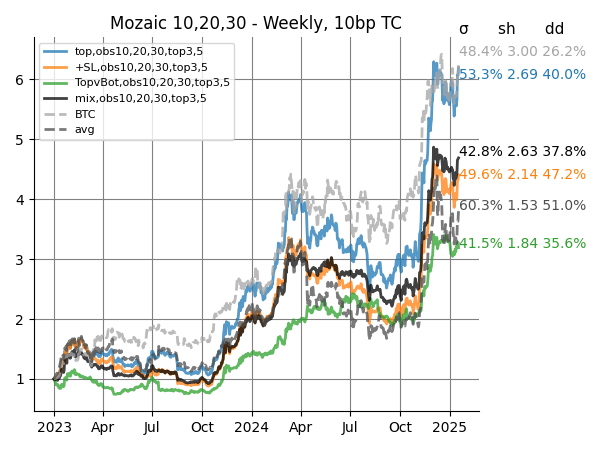 Mozaic 10,20,30 - Weekly, 10bp TC
σ sh dd
top,obs10,20,30,top3,5
+SL,obs10,20,30,top3,5
TopvBot,obs10,20,30,top3,5
mix,obs10,20,30,top3,5
BTC
avg
48.4% 3.00 26.2%
53.3% 2.69 40.0%
42.8% 2.63 37.8%
49.6% 2.14 47.2%
60.3% 1.53 51.0%
41.5% 1.84 35.6%
6
5
4
3
2
1
2023 Apr Jul Oct 2024 Apr Jul Oct 2025